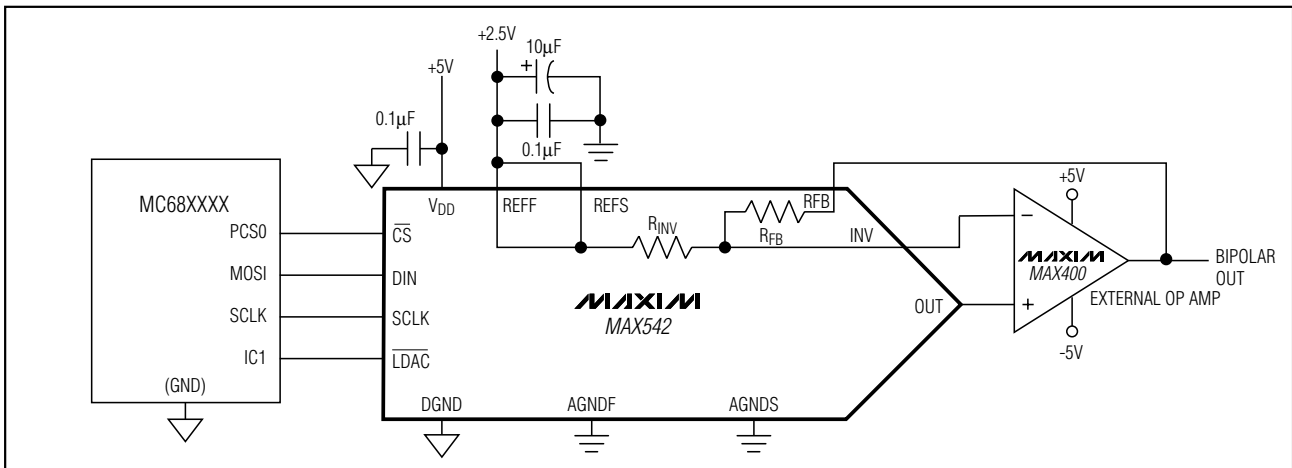 +2.5V
10µF
+
+5V
0.1µF
0.1µF
MC68XXXX
PCS0
MOSI
SCLK
IC1
(GND)
VDD
REFF
REFS
RFB
RINV
RFB
INV
CS
DIN
SCLK
LDAC
MAXIM
MAX542
OUT
DGND
AGNDF
AGNDS
+5V
−
MAXIM
MAX400
EXTERNAL OP AMP
+
-5V
BIPOLAR
OUT